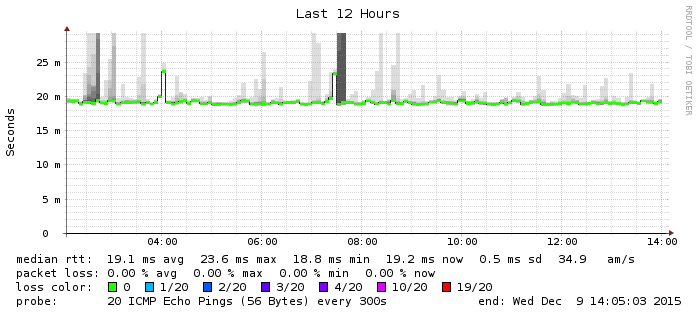 Last 12 Hours
RRDTOOL / TOBI OETIKER
Seconds
25 m
20 m
15 m
10 m
5 m
0
04:00 06:00 08:00 10:00 12:00 14:00
median rtt: 19.1 ms avg 23.6 ms max 18.8 ms min 19.2 ms now 0.5 ms sd 34.9 am/s
packet loss: 0.00 % avg 0.00 % max 0.00 % min 0.00 % now
loss color: 0 1/20 2/20 3/20 4/20 10/20 19/20
probe: 20 ICMP Echo Pings (56 Bytes) every 300s end: Wed Dec 9 14:05:03 2015